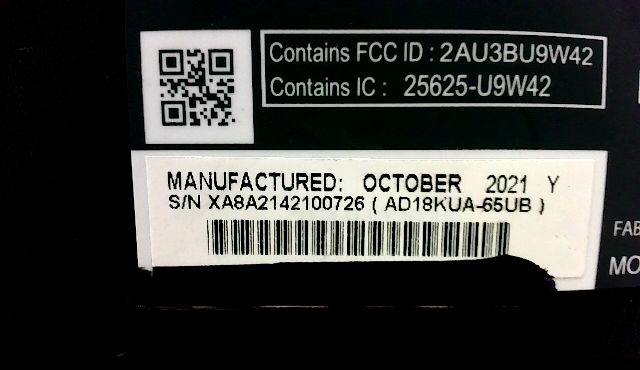 Contains FCC ID : 2AU3BU9W42
Contains IC : 25625-U9W42
MANUFACTURED: OCTOBER 2021 Y
S/N XA8A2142100726 ( AD18KUA-65UB )
FAB
MO